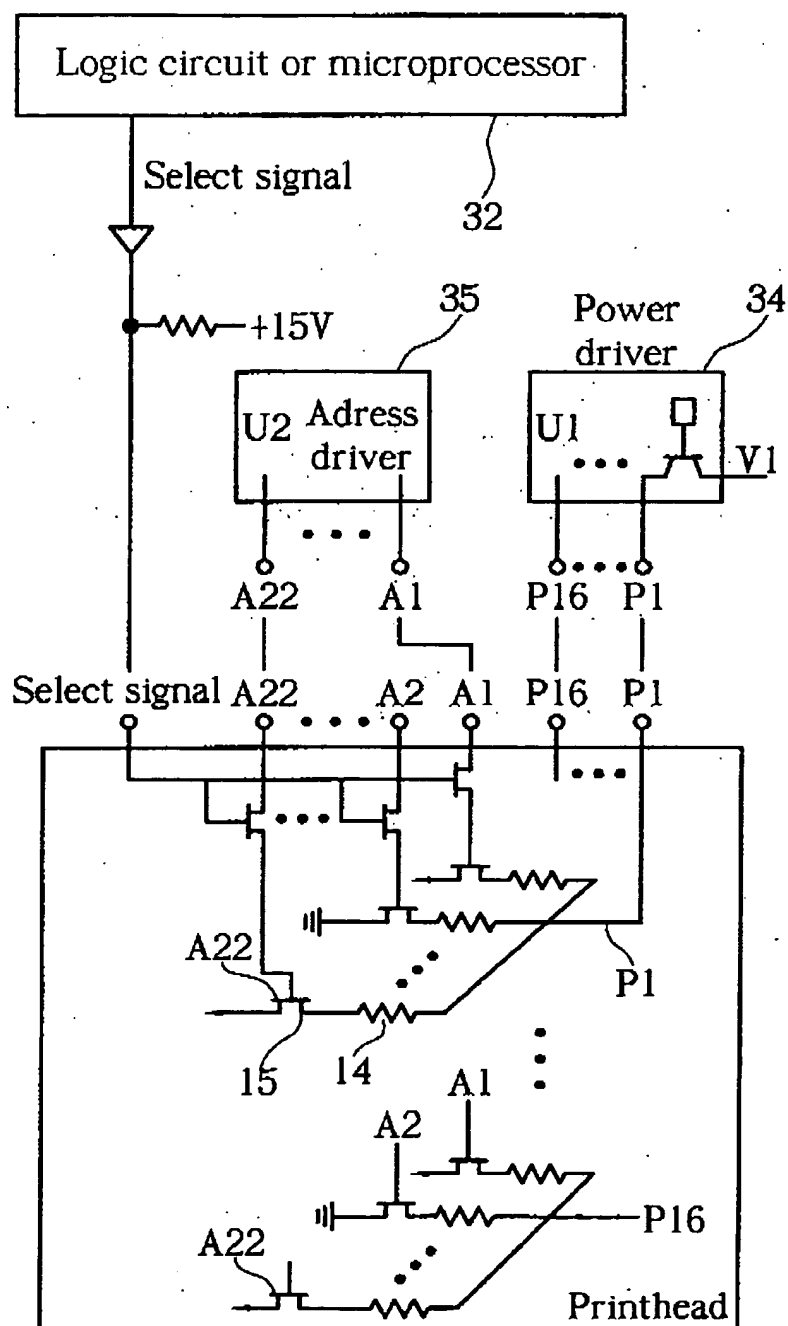 Logic circuit or microprocessor
Select signal
32
+15V
35
Power
driver
34
U2 Adress
driver
U1
V1
A22 A1 P16 P1
Select signal A22 A2 A1 P16 P1
A22
P1
15
14
A1
A2
P16
A22
Printhead